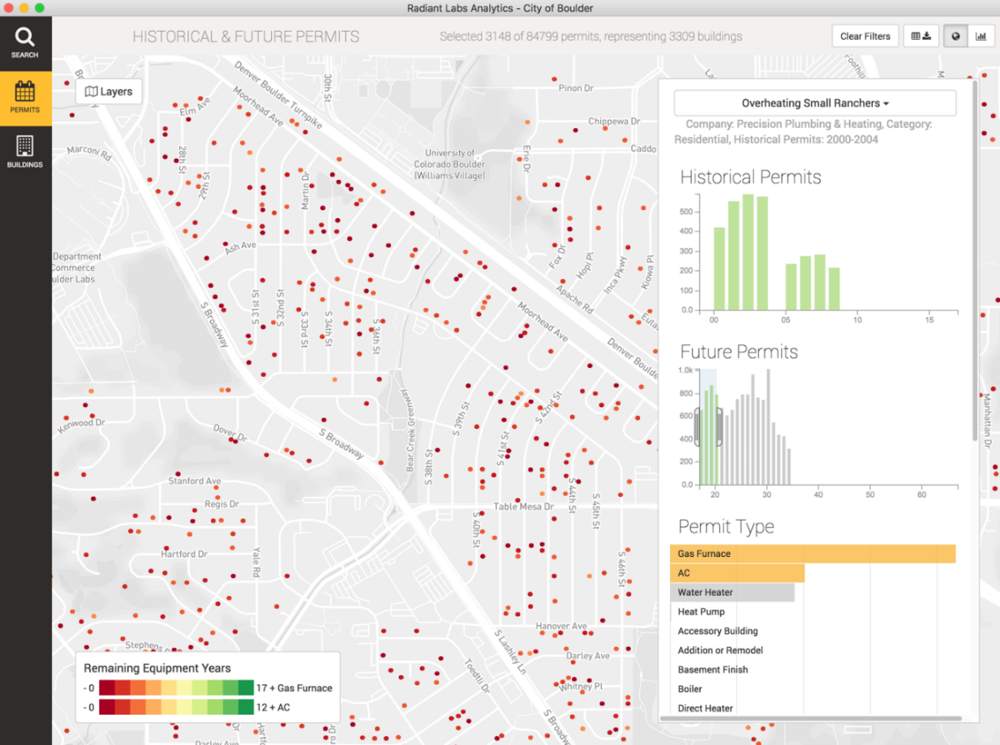 Radiant Labs Analytics - City of Boulder
SEARCH
PERMITS
BUILDINGS
HISTORICAL & FUTURE PERMITS
Selected 3148 of 84799 permits, representing 3309 buildings
Clear Filters
Layers
Denver Boulder Turnpike
Moorhead Ave
30th St
Elm Ave
Marconi Rd
28th St
29th St
Martin Dr
University of
Colorado Boulder
(Williams Village)
Pinon Dr
Chippewa Dr
Caddo
Erie Dr
Foothill
Ash Ave
Department
Commerce
ulder Labs
S Broadway
S 31st St
S 32nd St
S 33rd St
S 34th St
S 36th St
Fox Dr
Hopi Pl
Inca Pkwy
Kiowa Pl
Apache Rd
Moorhead Ave
Denver Boulde
Euta
Kenwood Dr
Dover Dr
S Broadway
Bear Creek Greenway
S 38th St
S 39th St
S 41st St
S 42nd St
Manhattan Dr
Stanford Ave
Regis Dr
Hartford Dr
Yale Rd
Table Mesa Dr
S 40th St
S 44th St
S 45th St
S 46th St
Hanover Ave
Darley Ave
Whitney Pl
S Lashley Ln
Toedtli Dr
S Broadw
Stephens
Darley Ave
Overheating Small Ranchers
Company: Precision Plumbing & Heating, Category:
Residential, Historical Permits: 2000-2004
Historical Permits
500
400
300
200
100
0.0
00 05 10 15
Future Permits
1.0k
800
600
400
200
0.0
20 30 40 50 60
Permit Type
Gas Furnace
AC
Water Heater
Heat Pump
Accessory Building
Addition or Remodel
Basement Finish
Boiler
Direct Heater
Remaining Equipment Years
- 0 17 + Gas Furnace
- 0 12 + AC